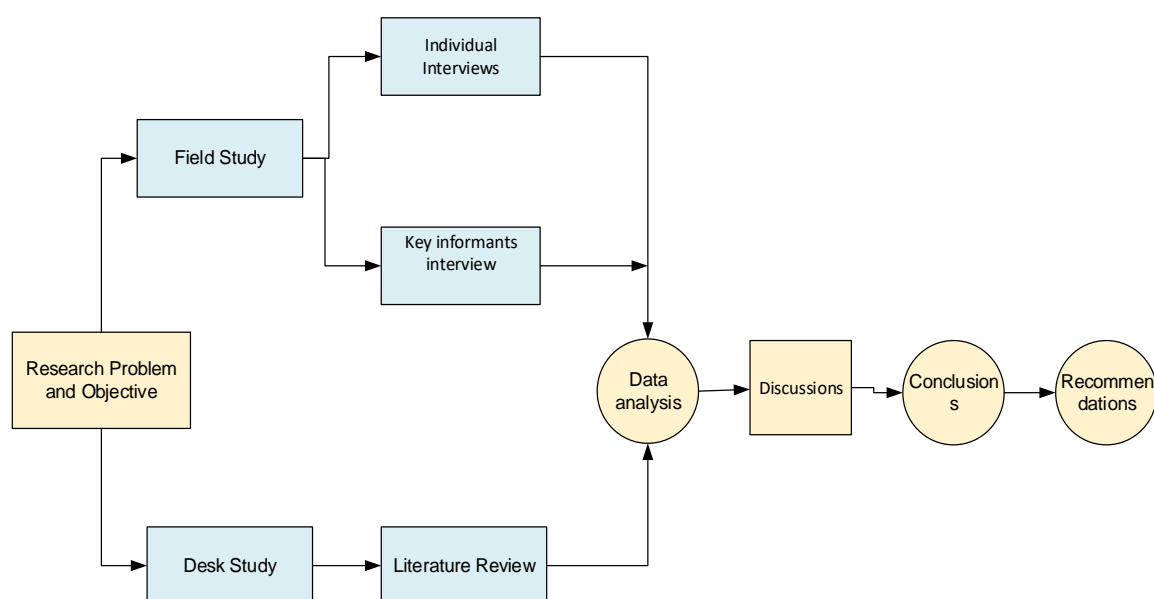 Individual
Interviews
Field Study
Key informants
interview
Research Problem
and Objective
Data
analysis
Discussions
Conclusion
s
Recommen
dations
Desk Study
Literature Review